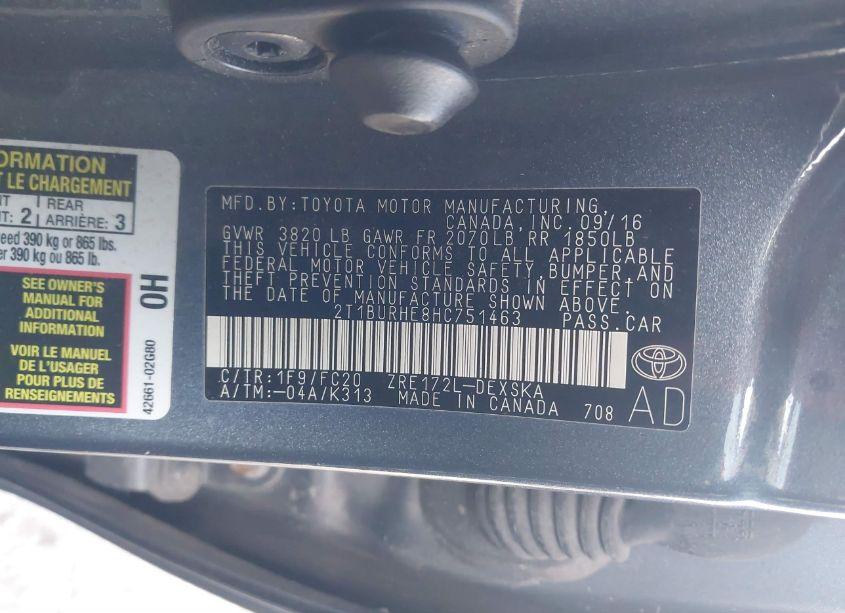 ORMATION
T LE CHARGEMENT
NT REAR
NT: 2 ARRIÈRE: 3
eed 390 kg or 865 lbs.
er 390 kg ou 865 lb.
SEE OWNER'S
MANUAL FOR
ADDITIONAL
INFORMATION
VOIR LE MANUEL
DE L'USAGER
POUR PLUS DE
RENSEIGNEMENTS
0H
42661-02G80
MFD.BY:TOYOTA MOTOR MANUFACTURING,
CANADA,INC. 09/16
GVWR 3820 LB GAWR FR 2070LB RR 1850LB
THIS VEHICLE CONFORMS TO ALL APPLICABLE
FEDERAL MOTOR VEHICLE SAFETY,BUMPER,AND
THEFT PREVENTION STANDARDS IN EFFECT ON
THE DATE OF MANUFACTURE SHOWN ABOVE.
2T1BURHE8HC751463 PASS.CAR
C/TR:1F9/FC20 ZRE172L-DEXSKA
A/TM:-04A/K313 MADE IN CANADA 708
AD